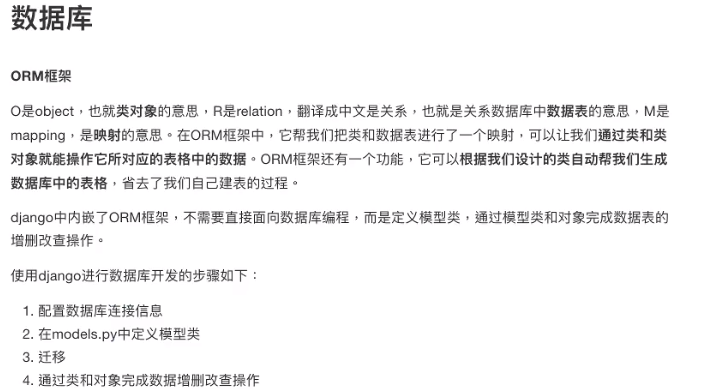 数据库
ORM框架
O是object，也就类对象的意思，R是relation，翻译成中文是关系，也就是关系数据库中数据表的意思，M是
mapping，是映射的意思。在ORM框架中，它帮我们把类和数据表进行了一个映射，可以让我们通过类和类
对象就能操作它所对应的表格中的数据。ORM框架还有一个功能，它可以根据我们设计的类自动帮我们生成
数据库中的表格，省去了我们自己建表的过程。
django中内嵌了ORM框架，不需要直接面向数据库编程，而是定义模型类，通过模型类和对象完成数据表的
增删改查操作。
使用django进行数据库开发的步骤如下：
1. 配置数据库连接信息
2. 在models.py中定义模型类
3. 迁移
4. 通过类和对象完成数据增删改查操作